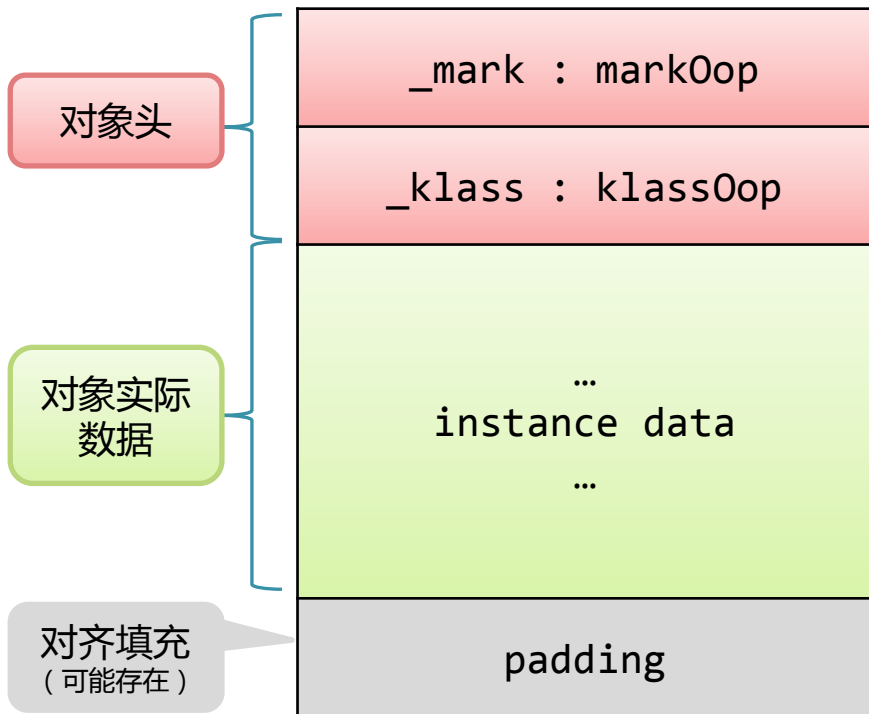 对象头
_mark : markOop
_klass : klassOop
对象实际
数据
…
instance data
…
对齐填充
（可能存在）
padding